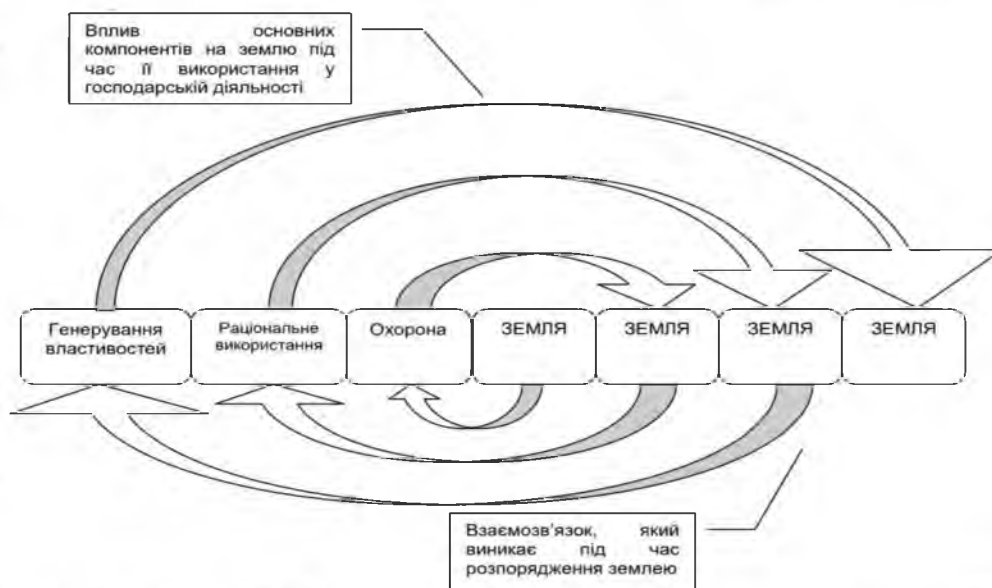 Вплив основних
компонентів на землю під
час її використання у
господарській діяльності
Генерування
властивостей
Раціональне
використання
Охорона
ЗЕМЛЯ
ЗЕМЛЯ
ЗЕМЛЯ
ЗЕМЛЯ
Взаємозв'язок, який
виникає під час
розпорядження землею